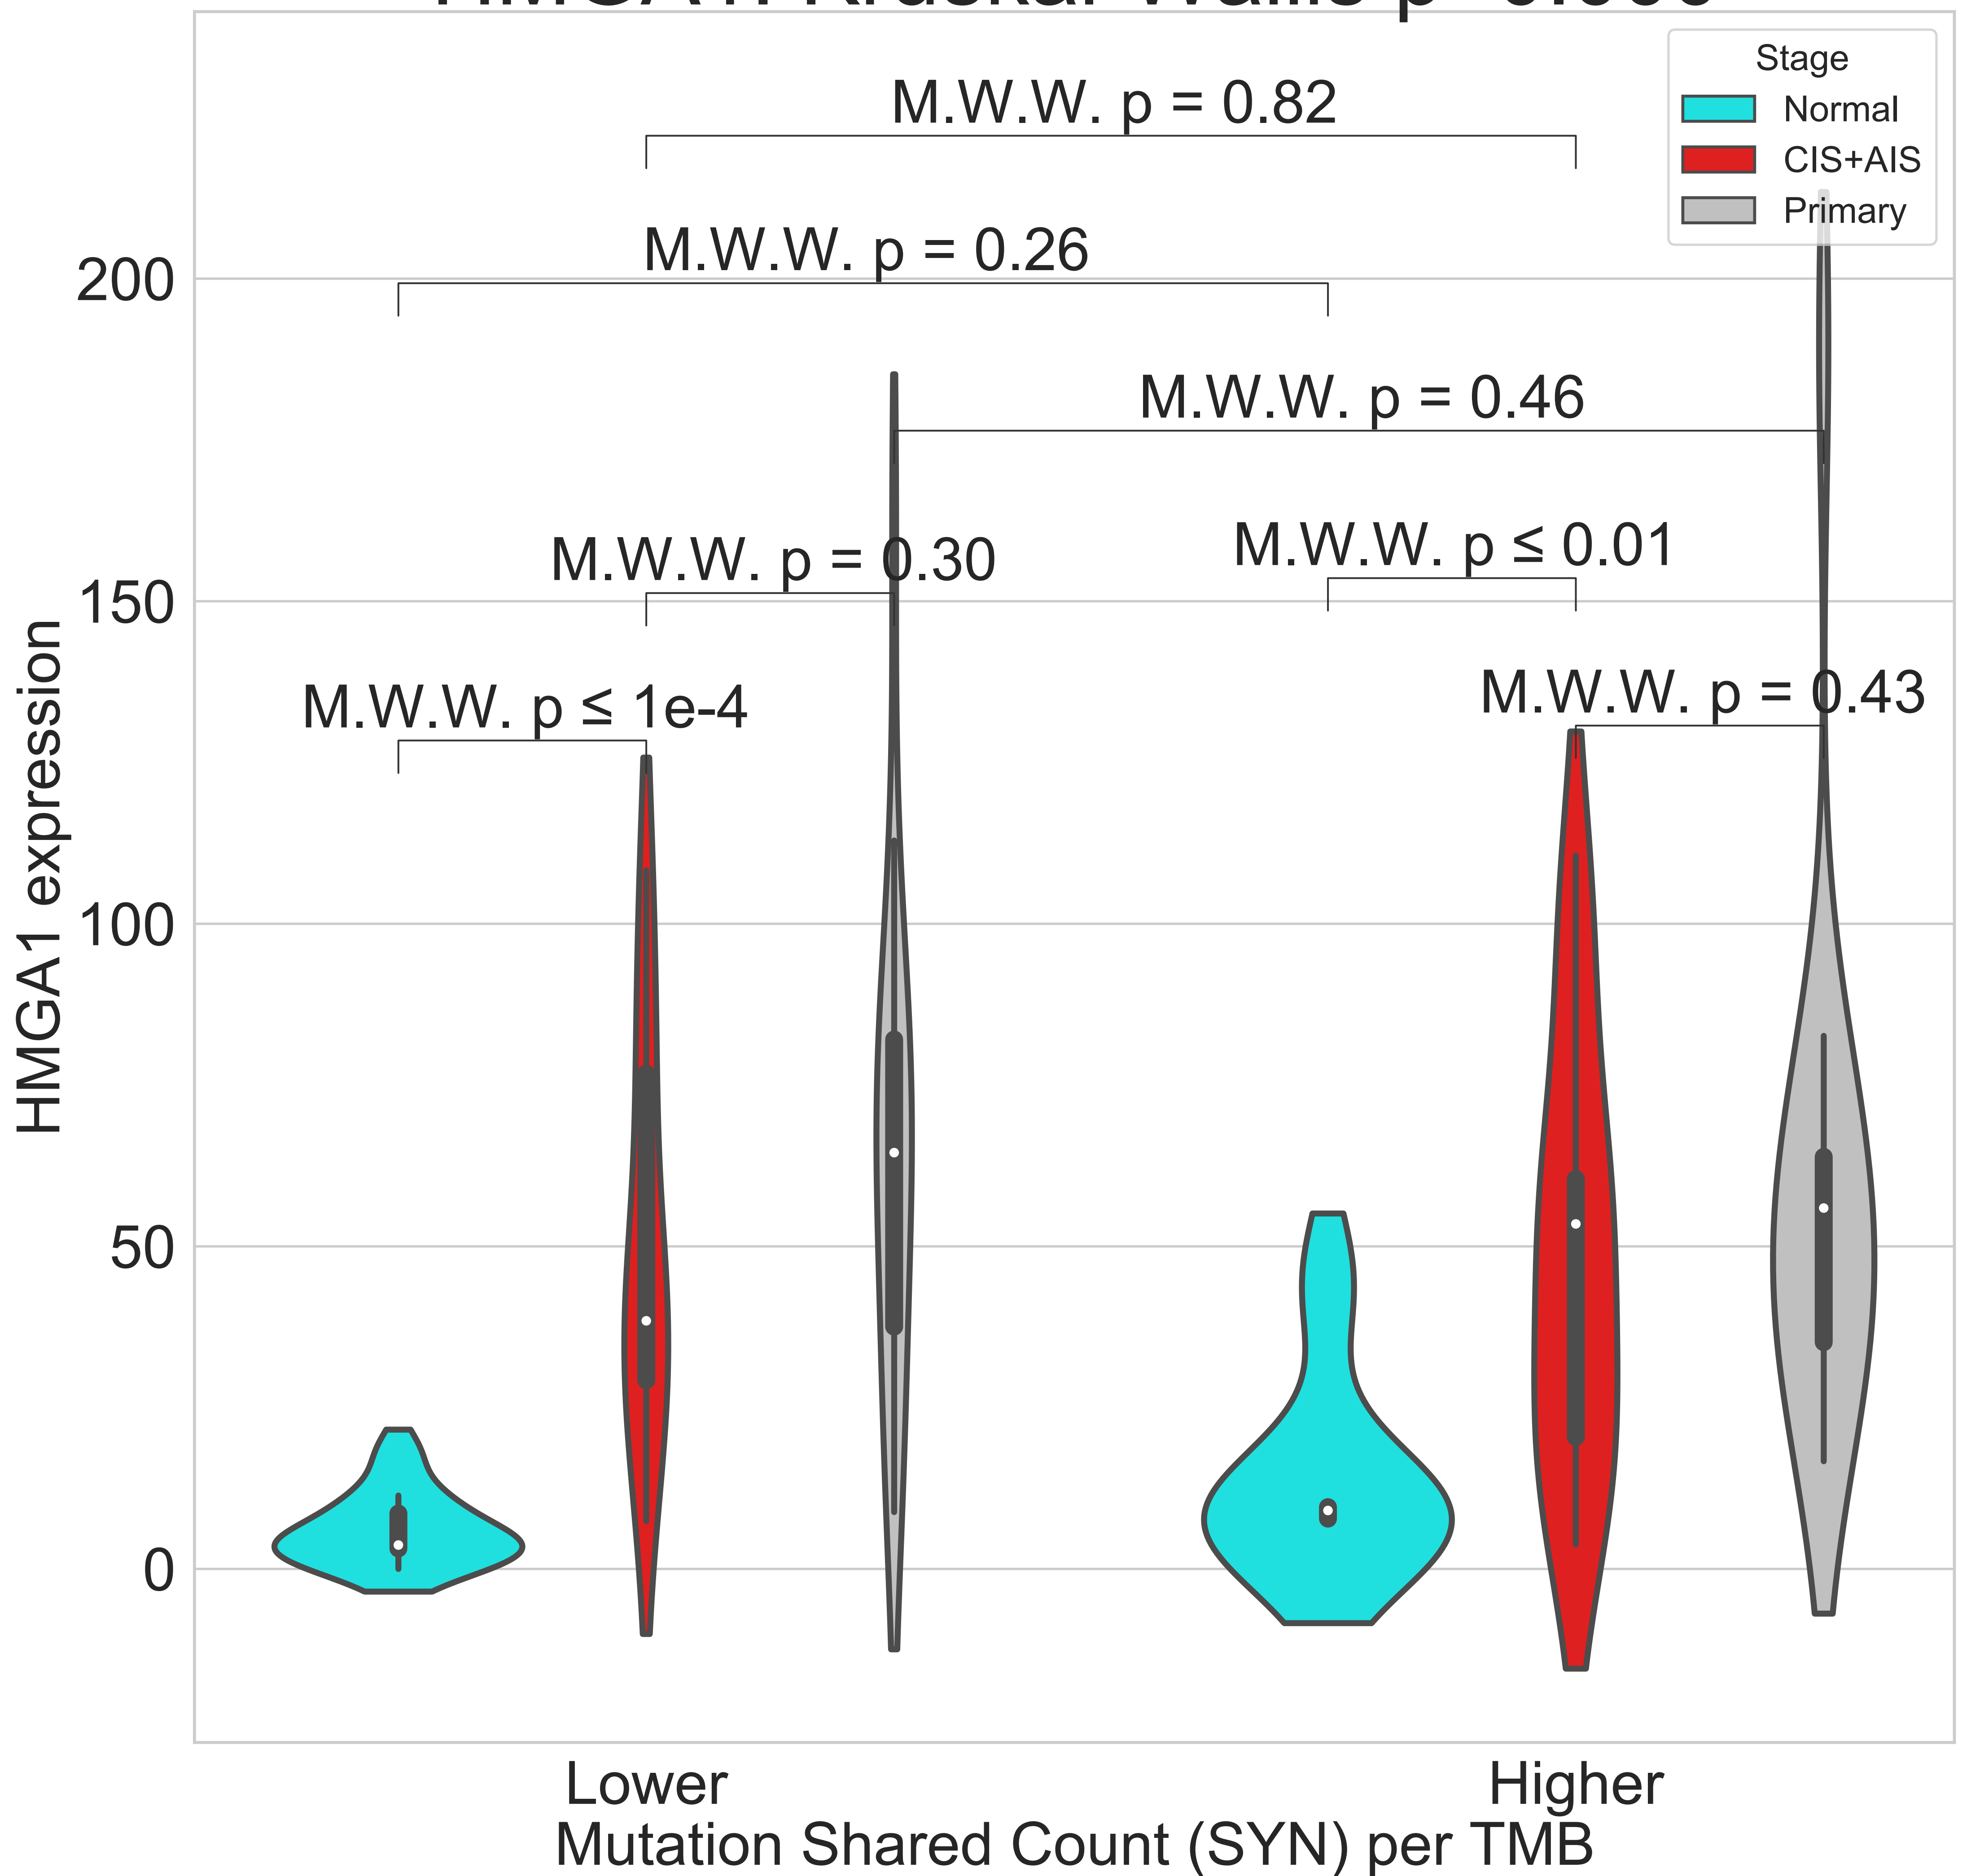 Stage
Normal
CIS+AIS
Primary
M.W.W. p = 0.82
M.W.W. p = 0.26
M.W.W. p = 0.46
M.W.W. p = 0.30
M.W.W. p ≤ 0.01
M.W.W. p ≤ 1e-4
M.W.W. p = 0.43
HMGA1 expression
200
150
100
50
0
Lower
Higher
Mutation Shared Count (SYN) per TMB